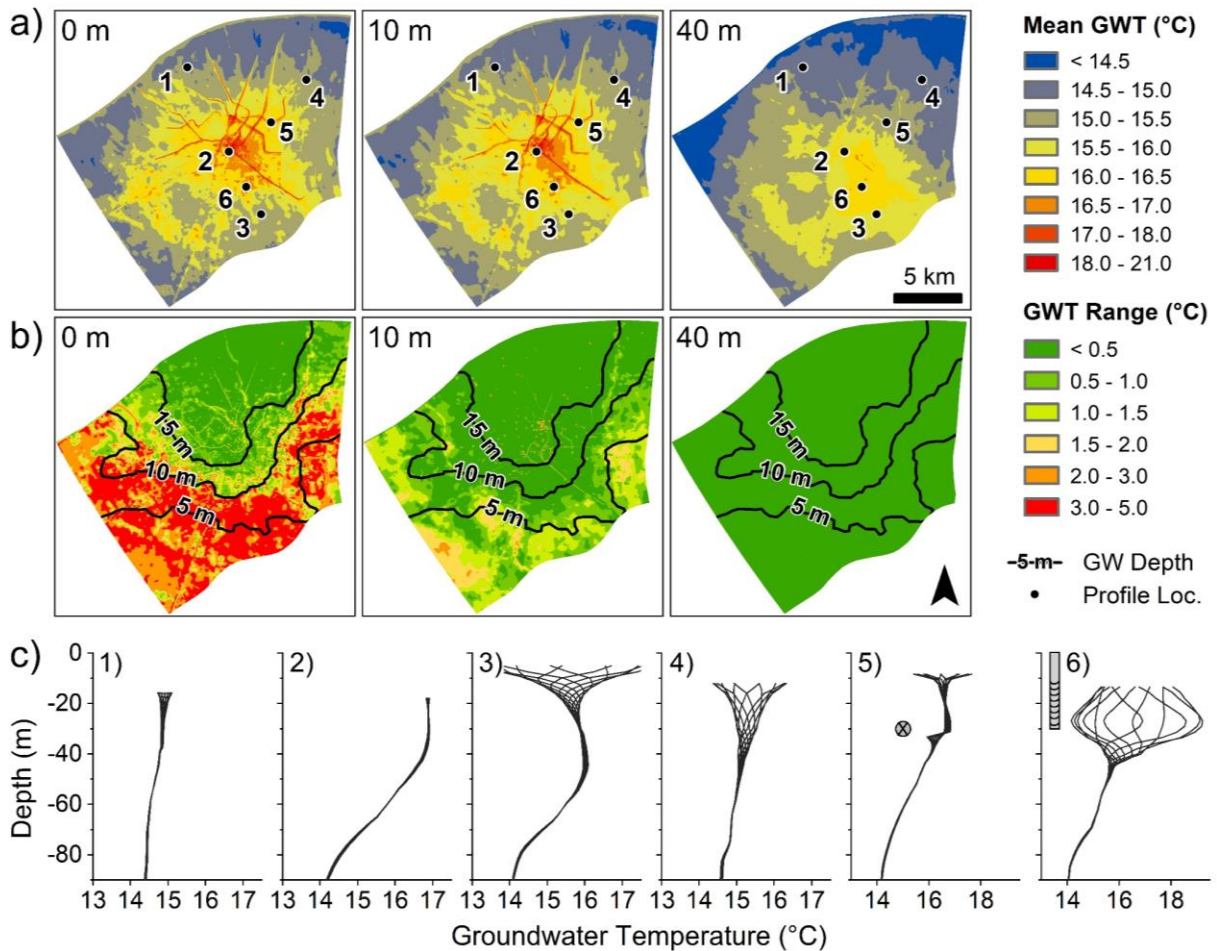 a)
0 m
10 m
40 m
1
2
3
4
5
6
1
2
3
4
5
6
1
2
3
4
5
6
5 km
Mean GWT (°C)
< 14.5
14.5 - 15.0
15.0 - 15.5
15.5 - 16.0
16.0 - 16.5
16.5 - 17.0
17.0 - 18.0
18.0 - 21.0
b)
0 m
10 m
40 m
15 m
10 m
5 m
15 m
10 m
5 m
15 m
10 m
5 m
GWT Range (°C)
< 0.5
0.5 - 1.0
1.0 - 1.5
1.5 - 2.0
2.0 - 3.0
3.0 - 5.0
5 m GW Depth
Profile Loc.
c)
1) 2) 3) 4) 5) 6)
Depth (m)
0
-20
-40
-60
-80
13 14 15 16 17
13 14 15 16 17
13 14 15 16 17
13 14 15 16 17
14 16 18
14 16 18
Groundwater Temperature (°C)